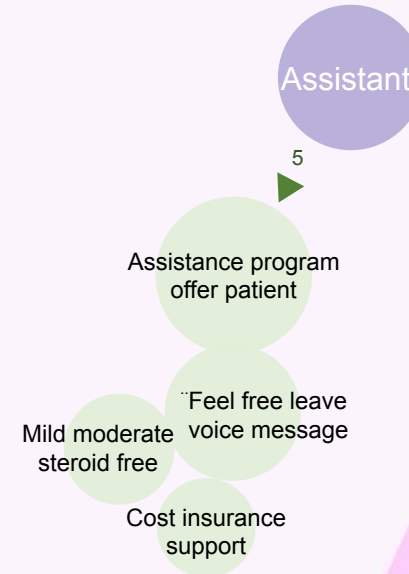 Assistant
5
Assistance program
offer patient
¨Feel free leave
voice message
Mild moderate
steroid free
Cost insurance
support